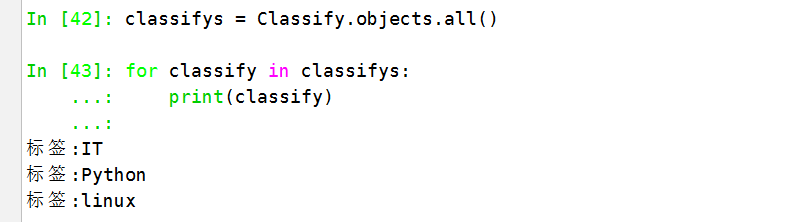 In [42]: classifys = Classify.objects.all()
In [43]: for classify in classifys:
   ...:     print(classify)
   ...:
标签:IT
标签:Python
标签:linux